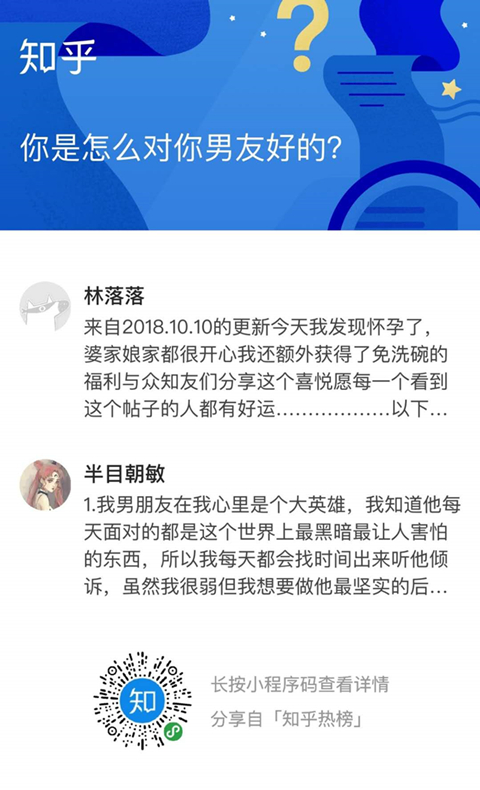 知乎
你是怎么对你男友好的?
林落落
来自2018.10.10的更新今天我发现怀孕了，
婆家娘家都很开心我还额外获得了免洗碗的
福利与众知友们分享这个喜悦愿每一个看到
这个帖子的人都有好运………………以下…
半目朝敏
1.我男朋友在我心里是个大英雄，我知道他每
天面对的都是这个世界上最黑暗最让人害怕
的东西，所以我每天都会找时间出来听他倾
诉，虽然我很弱但我想要做他最坚实的后…
知
长按小程序码查看详情
分享自「知乎热榜」